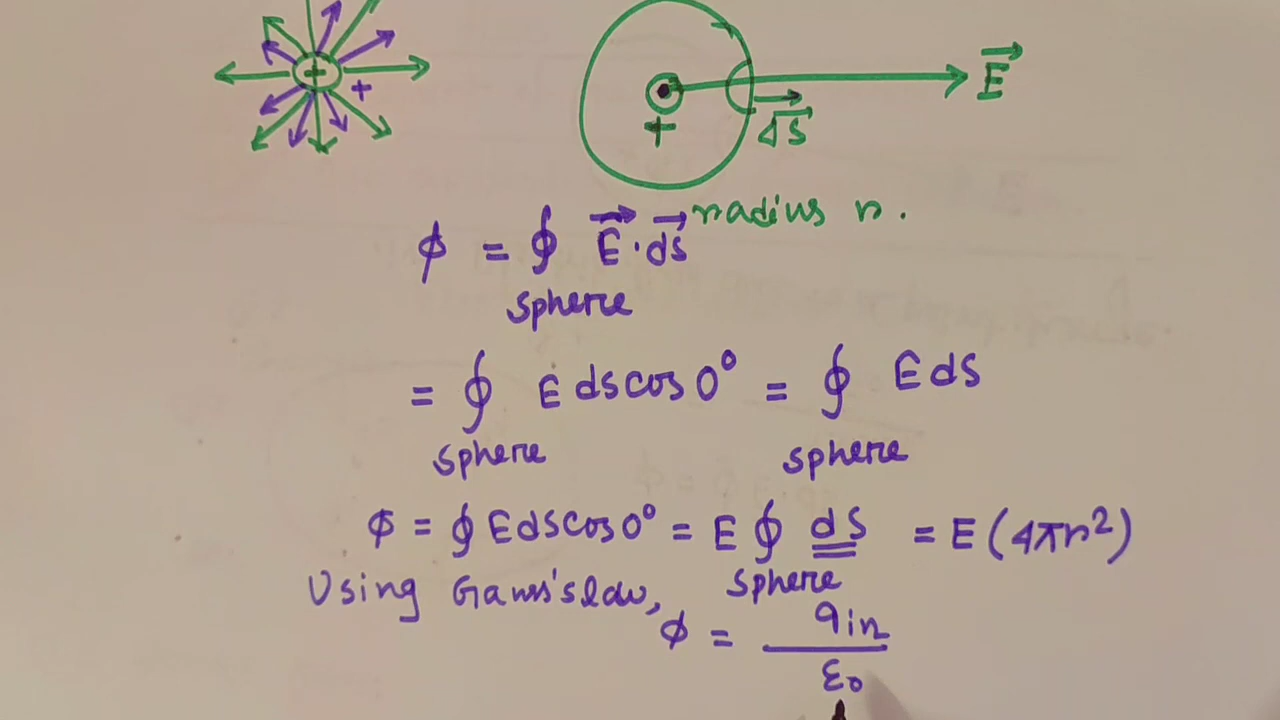 + +
+ ΔS⃗ E⃗
radius r.
ϕ = ∮ E⃗ · ds⃗
sphere
= ∮ E ds cos 0° = ∮ E ds
sphere sphere
ϕ = ∮ E ds cos 0° = E ∮ ds = E (4πr²)
sphere
Using Gauss's law,
ϕ = qin / ε₀